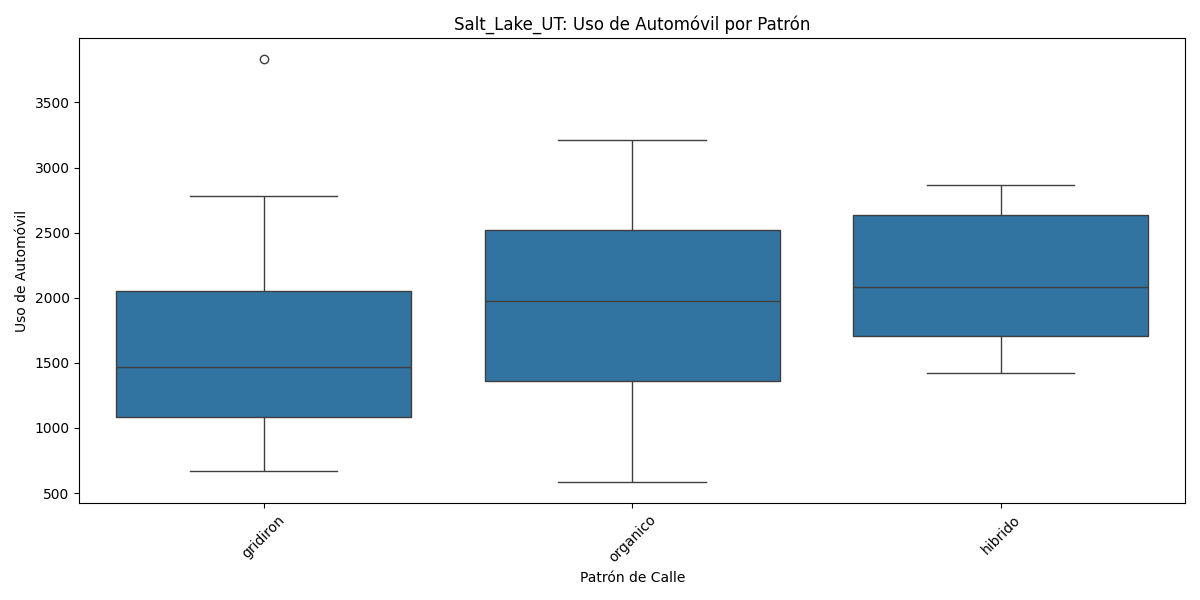 Salt_Lake_UT: Uso de Automóvil por Patrón
Uso de Automóvil
3500
3000
2500
2000
1500
1000
500
gridiron
organico
hibrido
Patrón de Calle